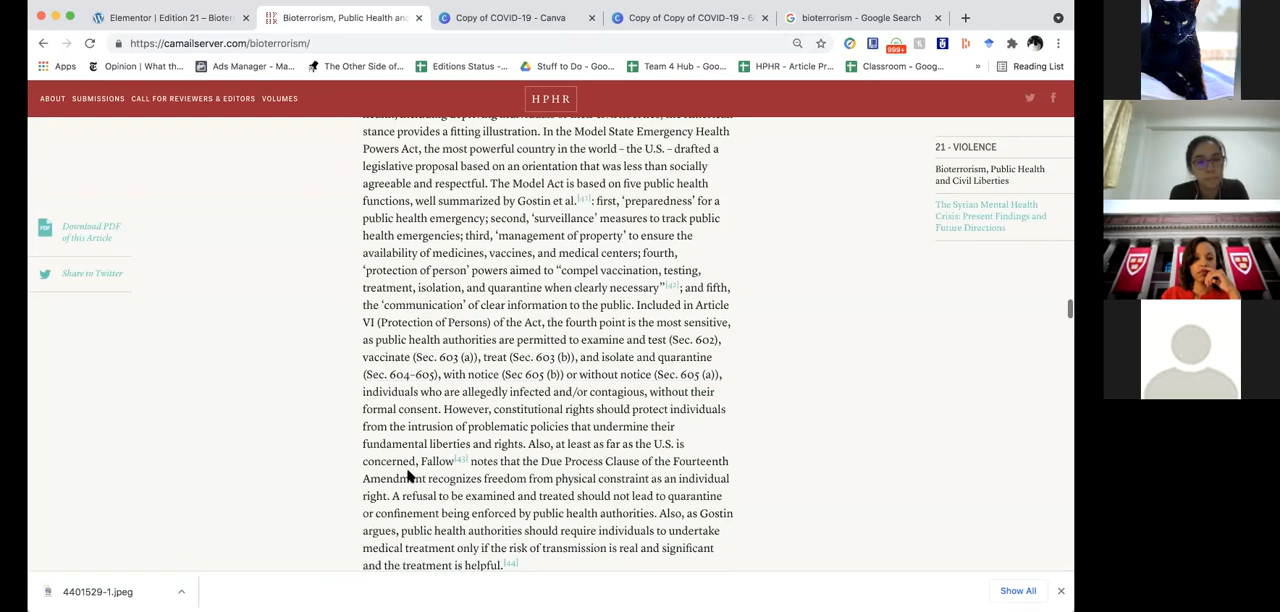 Elementor | Edition 21 – Bioter
Bioterrorism, Public Health and
Copy of COVID-19 - Canva
Copy of Copy of COVID-19 - 6
bioterrorism - Google Search
https://camailserver.com/bioterrorism/
999+
Apps
Opinion | What th...
Ads Manager - Ma...
The Other Side of...
Editions Status -...
Stuff to Do - Goo...
Team 4 Hub - Goo...
HPHR - Article Pr...
Classroom - Goog...
»
Reading List
ABOUT SUBMISSIONS CALL FOR REVIEWERS & EDITORS VOLUMES
HPHR
stance provides a fitting illustration. In the Model State Emergency Health
Powers Act, the most powerful country in the world – the U.S. – drafted a
legislative proposal based on an orientation that was less than socially
agreeable and respectful. The Model Act is based on five public health
functions, well summarized by Gostin et al.[41]: first, ‘preparedness’ for a
public health emergency; second, ‘surveillance’ measures to track public
health emergencies; third, ‘management of property’ to ensure the
availability of medicines, vaccines, and medical centers; fourth,
‘protection of person’ powers aimed to “compel vaccination, testing,
treatment, isolation, and quarantine when clearly necessary”[42]; and fifth,
the ‘communication’ of clear information to the public. Included in Article
VI (Protection of Persons) of the Act, the fourth point is the most sensitive,
as public health authorities are permitted to examine and test (Sec. 602),
vaccinate (Sec. 603 (a)), treat (Sec. 603 (b)), and isolate and quarantine
(Sec. 604–605), with notice (Sec 605 (b)) or without notice (Sec. 605 (a)),
individuals who are allegedly infected and/or contagious, without their
formal consent. However, constitutional rights should protect individuals
from the intrusion of problematic policies that undermine their
fundamental liberties and rights. Also, at least as far as the U.S. is
concerned, Fallow[43] notes that the Due Process Clause of the Fourteenth
Amendment recognizes freedom from physical constraint as an individual
right. A refusal to be examined and treated should not lead to quarantine
or confinement being enforced by public health authorities. Also, as Gostin
argues, public health authorities should require individuals to undertake
medical treatment only if the risk of transmission is real and significant
and the treatment is helpful.[44]
PDF
Download PDF
of this Article
Share to Twitter
21 - VIOLENCE
Bioterrorism, Public Health
and Civil Liberties
The Syrian Mental Health
Crisis: Present Findings and
Future Directions
4401529-1.jpeg
Show All